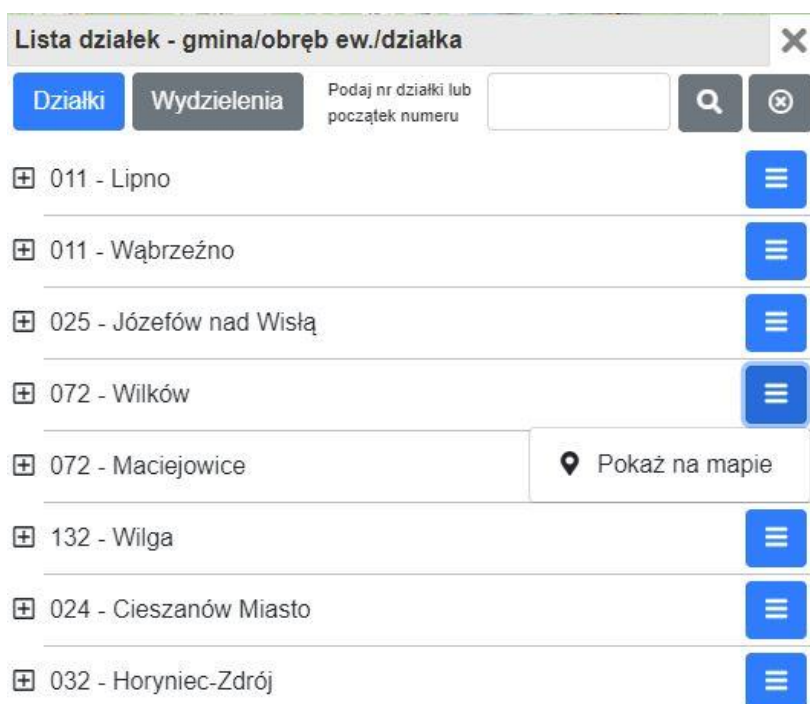 Lista działek - gmina/obręb ew./działka
Działki Wydzielenia Podaj nr działki lub
początek numeru
011 - Lipno
011 - Wąbrzeźno
025 - Józefów nad Wisłą
072 - Wilków
072 - Maciejowice Pokaż na mapie
132 - Wilga
024 - Cieszanów Miasto
032 - Horyniec-Zdrój